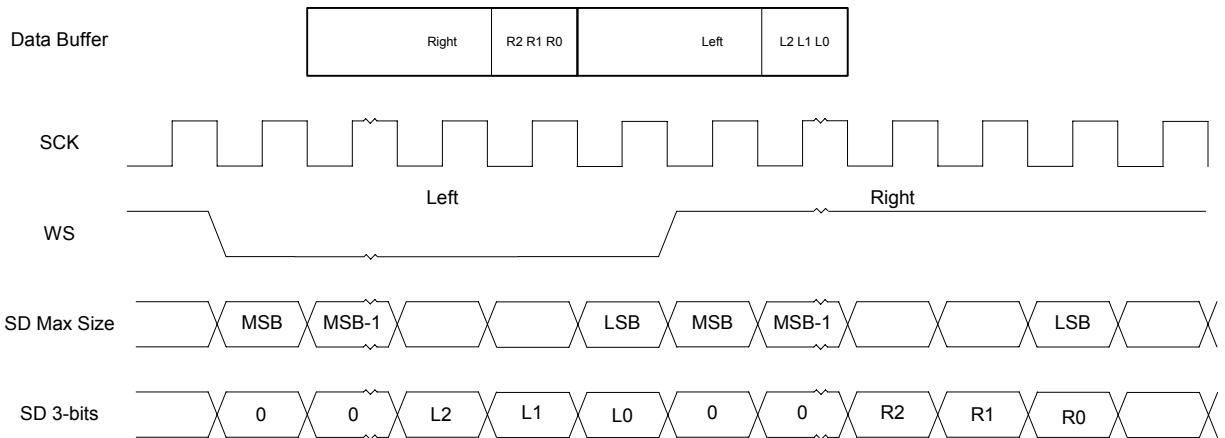 Data Buffer Right R2 R1 R0 Left L2 L1 L0
SCK
Left Right
WS
SD Max Size MSB MSB-1 LSB MSB MSB-1 LSB
SD 3-bits 0 0 L2 L1 L0 0 0 R2 R1 R0